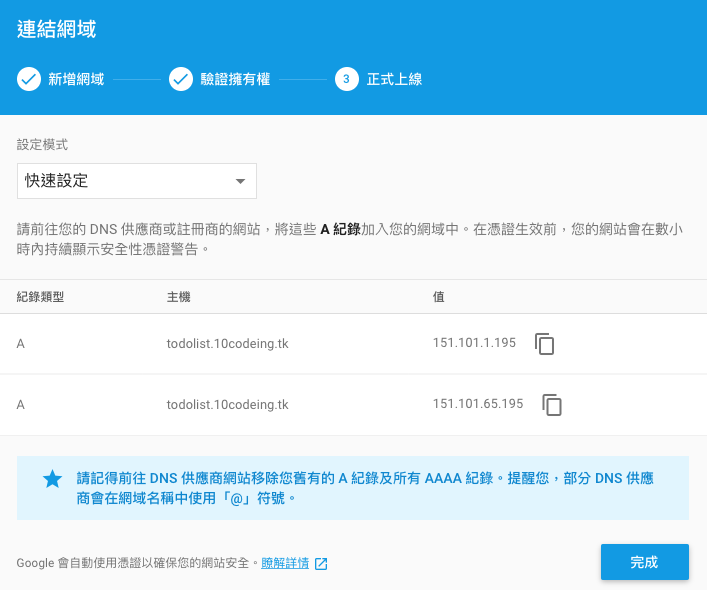 連結網域
新增網域
驗證擁有權
3 正式上線
設定模式
快速設定
請前往您的 DNS 供應商或註冊商的網站，將這些 A 紀錄加入您的網域中。在憑證生效前，您的網站會在數小
時內持續顯示安全性憑證警告。
紀錄類型 主機 值
A todolist.10codeing.tk 151.101.1.195
A todolist.10codeing.tk 151.101.65.195
請記得前往 DNS 供應商網站移除您舊有的 A 紀錄及所有 AAAA 紀錄。提醒您，部分 DNS 供應
商會在網域名稱中使用「@」符號。
Google 會自動使用憑證以確保您的網站安全。瞭解詳情
完成